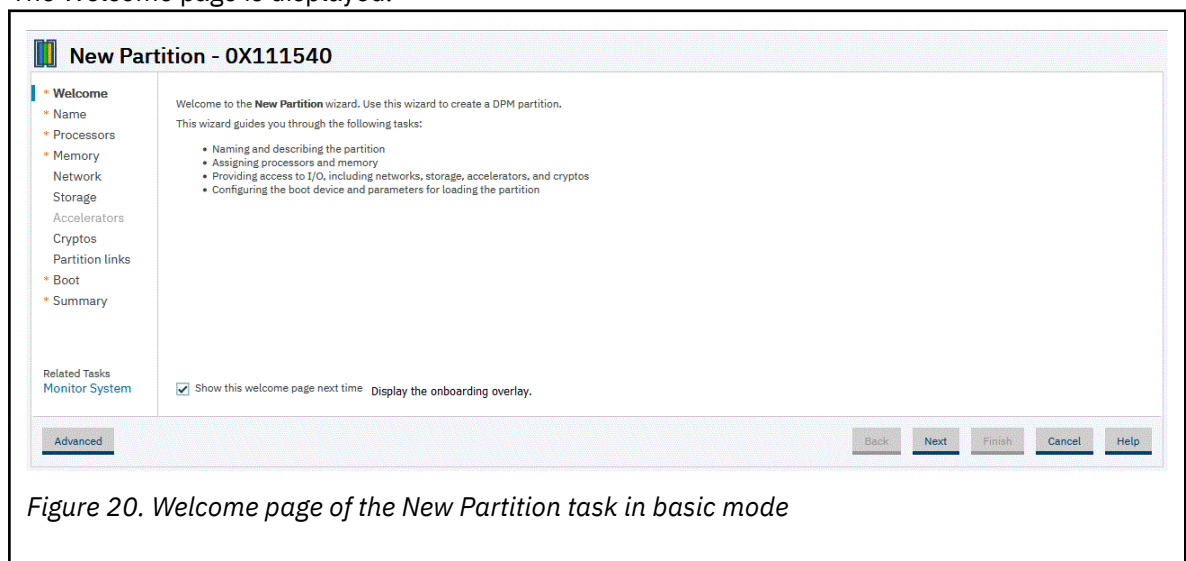 The Welcome page is displayed.
New Partition - 0X111540
* Welcome
* Name
* Processors
* Memory
Network
Storage
Accelerators
Cryptos
Partition links
* Boot
* Summary
Related Tasks
Monitor System
Welcome to the New Partition wizard. Use this wizard to create a DPM partition.
This wizard guides you through the following tasks:
• Naming and describing the partition
• Assigning processors and memory
• Providing access to I/O, including networks, storage, accelerators, and cryptos
• Configuring the boot device and parameters for loading the partition
Show this welcome page next time Display the onboarding overlay.
Advanced Back Next Finish Cancel Help
Figure 20. Welcome page of the New Partition task in basic mode